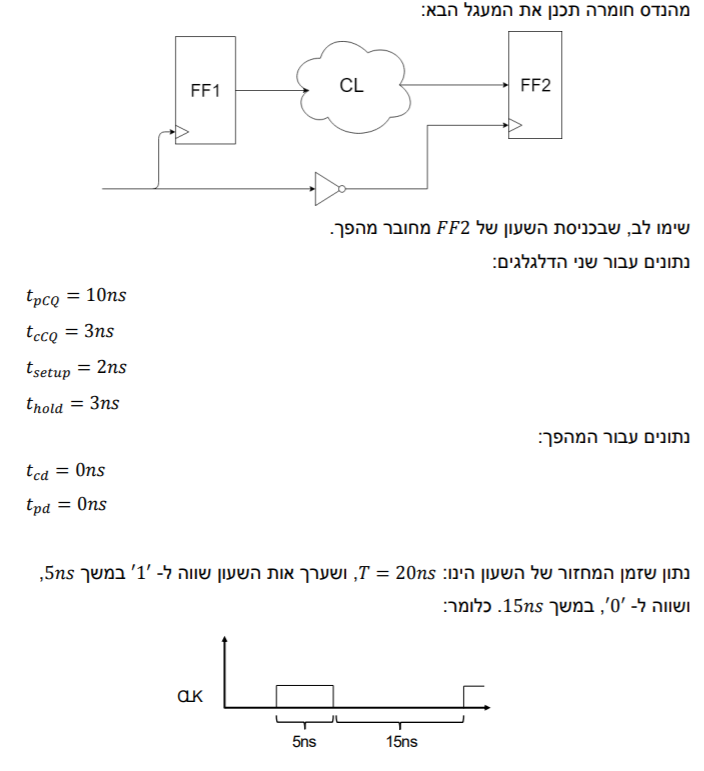 מהנדס חומרה תכנן את המעגל הבא:
FF1
CL
FF2
שימו לב, שבכניסת השעון של FF2 מחובר מהפך.
נתונים עבור שני הדלגלגים:
t_{pCQ} = 10ns
t_{cCQ} = 3ns
t_{setup} = 2ns
t_{hold} = 3ns
נתונים עבור המהפך:
t_{cd} = 0ns
t_{pd} = 0ns
נתון שזמן המחזור של השעון הינו: T = 20ns, ושערך אות השעון שווה ל- '1' במשך 5ns,
ושווה ל- '0', במשך 15ns. כלומר:
CLK
5ns
15ns